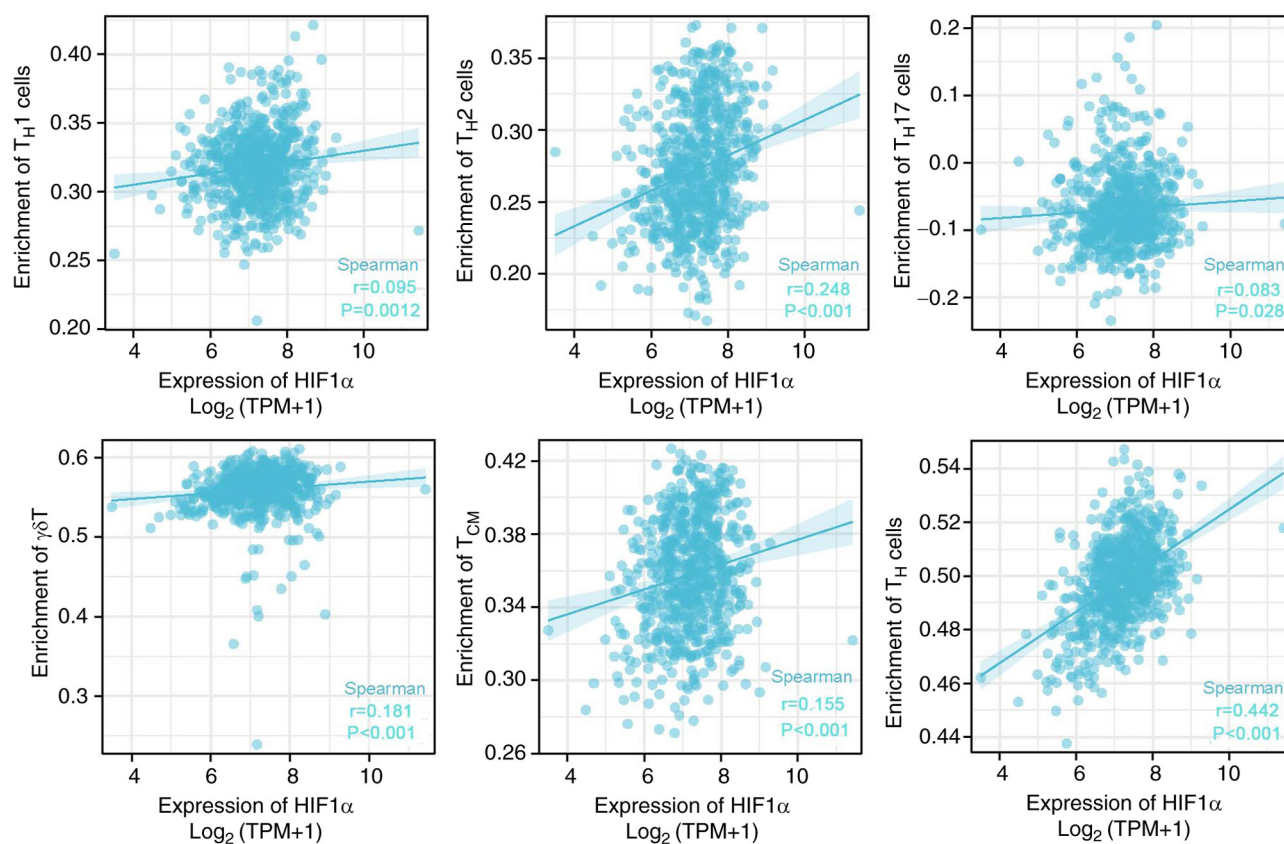 Enrichment of T_H1 cells
0.40
0.35
0.30
0.25
0.20
Spearman
r=0.095
P=0.0012
4 6 8 10
Expression of HIF1α
Log₂ (TPM+1)
Enrichment of T_H2 cells
0.35
0.30
0.25
0.20
Spearman
r=0.248
P<0.001
4 6 8 10
Expression of HIF1α
Log₂ (TPM+1)
Enrichment of T_H17 cells
0.2
0.1
0.0
−0.1
−0.2
Spearman
r=0.083
P=0.028
4 6 8 10
Expression of HIF1α
Log₂ (TPM+1)
Enrichment of γδT
0.6
0.5
0.4
0.3
Spearman
r=0.181
P<0.001
4 6 8 10
Expression of HIF1α
Log₂ (TPM+1)
Enrichment of T_CM
0.42
0.38
0.34
0.30
0.26
Spearman
r=0.155
P<0.001
4 6 8 10
Expression of HIF1α
Log₂ (TPM+1)
Enrichment of T_H cells
0.54
0.52
0.50
0.48
0.46
0.44
Spearman
r=0.442
P<0.001
4 6 8 10
Expression of HIF1α
Log₂ (TPM+1)